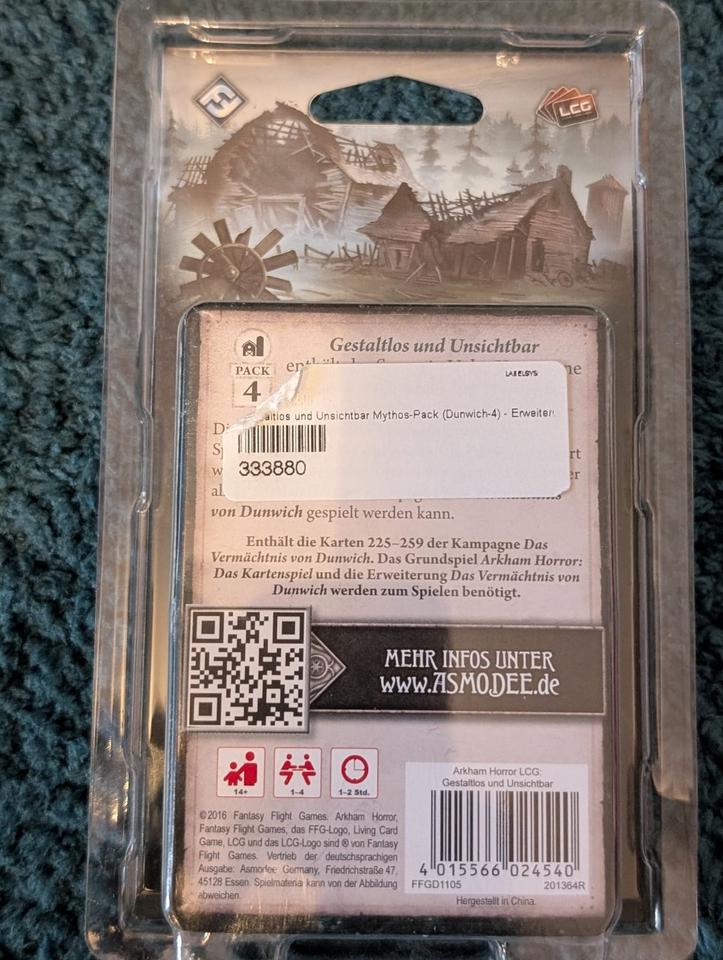 LCG
Gestaltlos und Unsichtbar
PACK
4
LABELSYS
Gestaltlos und Unsichtbar Mythos-Pack (Dunwich-4) - Erweiter
333880
von Dunwich gespielt werden kann.
Enthält die Karten 225–259 der Kampagne Das
Vermächtnis von Dunwich. Das Grundspiel Arkham Horror:
Das Kartenspiel und die Erweiterung Das Vermächtnis von
Dunwich werden zum Spielen benötigt.
MEHR INFOS UNTER
www.ASMODEE.de
14+
1–4
1–2 Std.
©2016 Fantasy Flight Games. Arkham Horror,
Fantasy Flight Games, das FFG-Logo, Living Card
Game, LCG und das LCG-Logo sind ® von Fantasy
Flight Games. Vertrieb der deutschsprachigen
Ausgabe: Asmodee Germany, Friedrichstraße 47,
45128 Essen. Spielmaterial kann von der Abbildung
abweichen.
Arkham Horror LCG:
Gestaltlos und Unsichtbar
4 015566 024540
FFGD1105 201364R
Hergestellt in China.